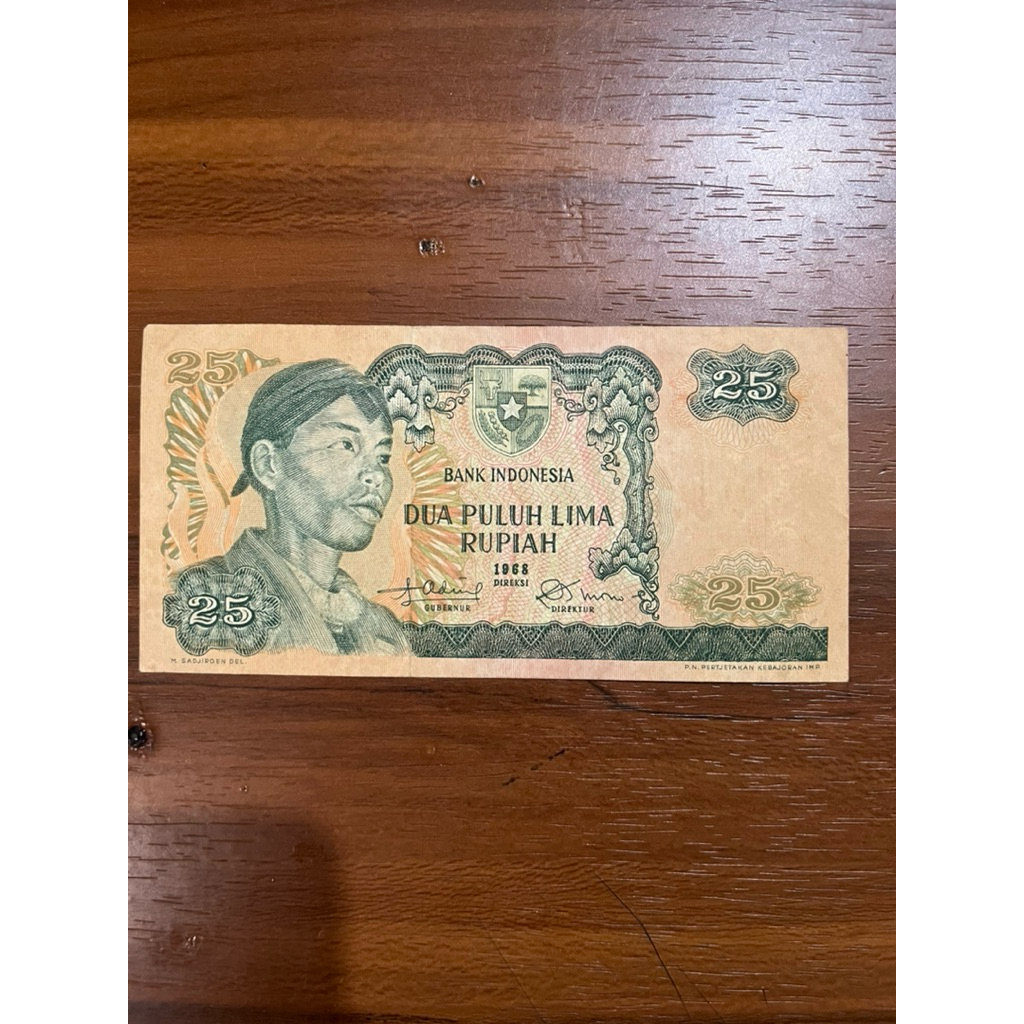 25
25
BANK INDONESIA
DUA PULUH LIMA
RUPIAH
1968
DIREKSI
GUBERNUR
DIREKTUR
25
25
M. SADJIROEN DEL.
P.N. PERTJETAKAN KEBAJORAN IMP.